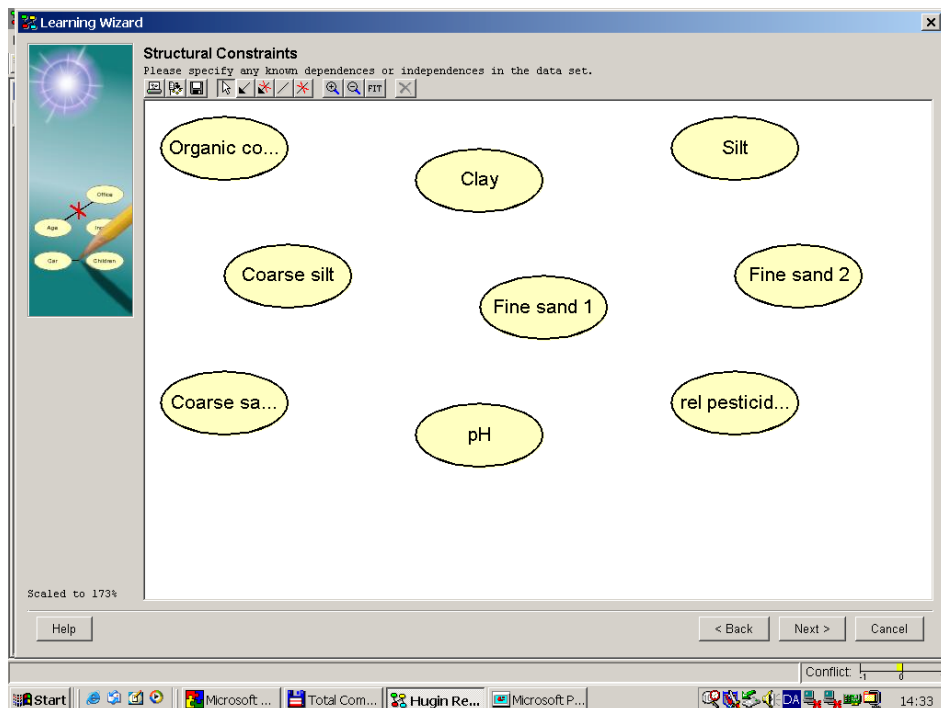 Learning Wizard
Structural Constraints
Please specify any known dependences or independences in the data set.
FIT
Office
Age
Car
Children
Organic co...
Clay
Silt
Coarse silt
Fine sand 1
Fine sand 2
Coarse sa...
pH
rel pesticid...
Scaled to 173%
Help
< Back
Next >
Cancel
Conflict:
-1
0
Start
Microsoft ...
Total Com...
Hugin Re...
Microsoft P...
DA
14:33